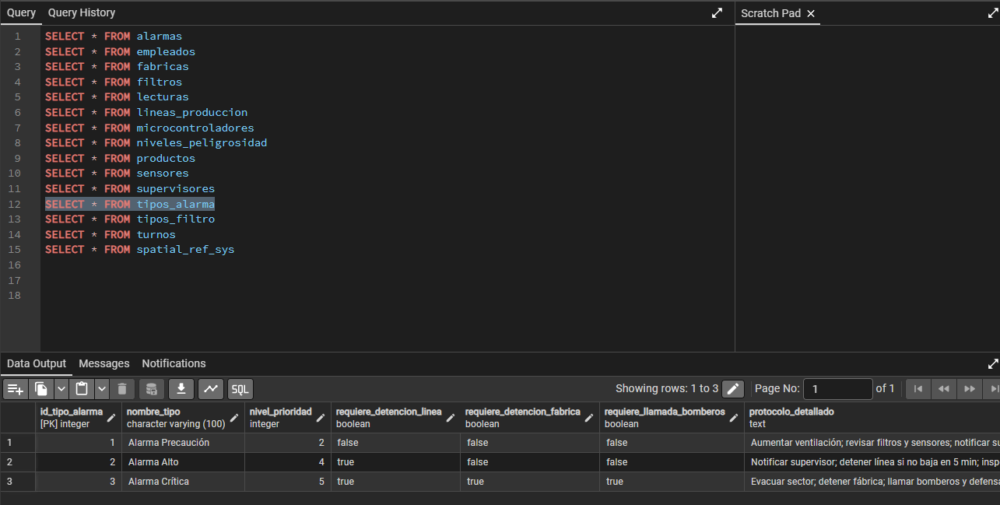 Query Query History
Scratch Pad
1 SELECT * FROM alarmas
2 SELECT * FROM empleados
3 SELECT * FROM fabricas
4 SELECT * FROM filtros
5 SELECT * FROM lecturas
6 SELECT * FROM lineas_produccion
7 SELECT * FROM microcontroladores
8 SELECT * FROM niveles_peligrosidad
9 SELECT * FROM productos
10 SELECT * FROM sensores
11 SELECT * FROM supervisores
12 SELECT * FROM tipos_alarma
13 SELECT * FROM tipos_filtro
14 SELECT * FROM turnos
15 SELECT * FROM spatial_ref_sys
16
17
18
Data Output Messages Notifications
SQL Showing rows: 1 to 3 Page No: 1 of 1
id_tipo_alarma nombre_tipo nivel_prioridad requiere_detencion_linea requiere_detencion_fabrica requiere_llamada_bomberos protocolo_detallado
[PK] integer character varying (100) integer boolean boolean boolean text
1 1 Alarma Precaución 2 false false false Aumentar ventilación; revisar filtros y sensores; notificar su
2 2 Alarma Alto 4 true false false Notificar supervisor; detener línea si no baja en 5 min; insp
3 3 Alarma Crítica 5 true true true Evacuar sector; detener fábrica; llamar bomberos y defensa